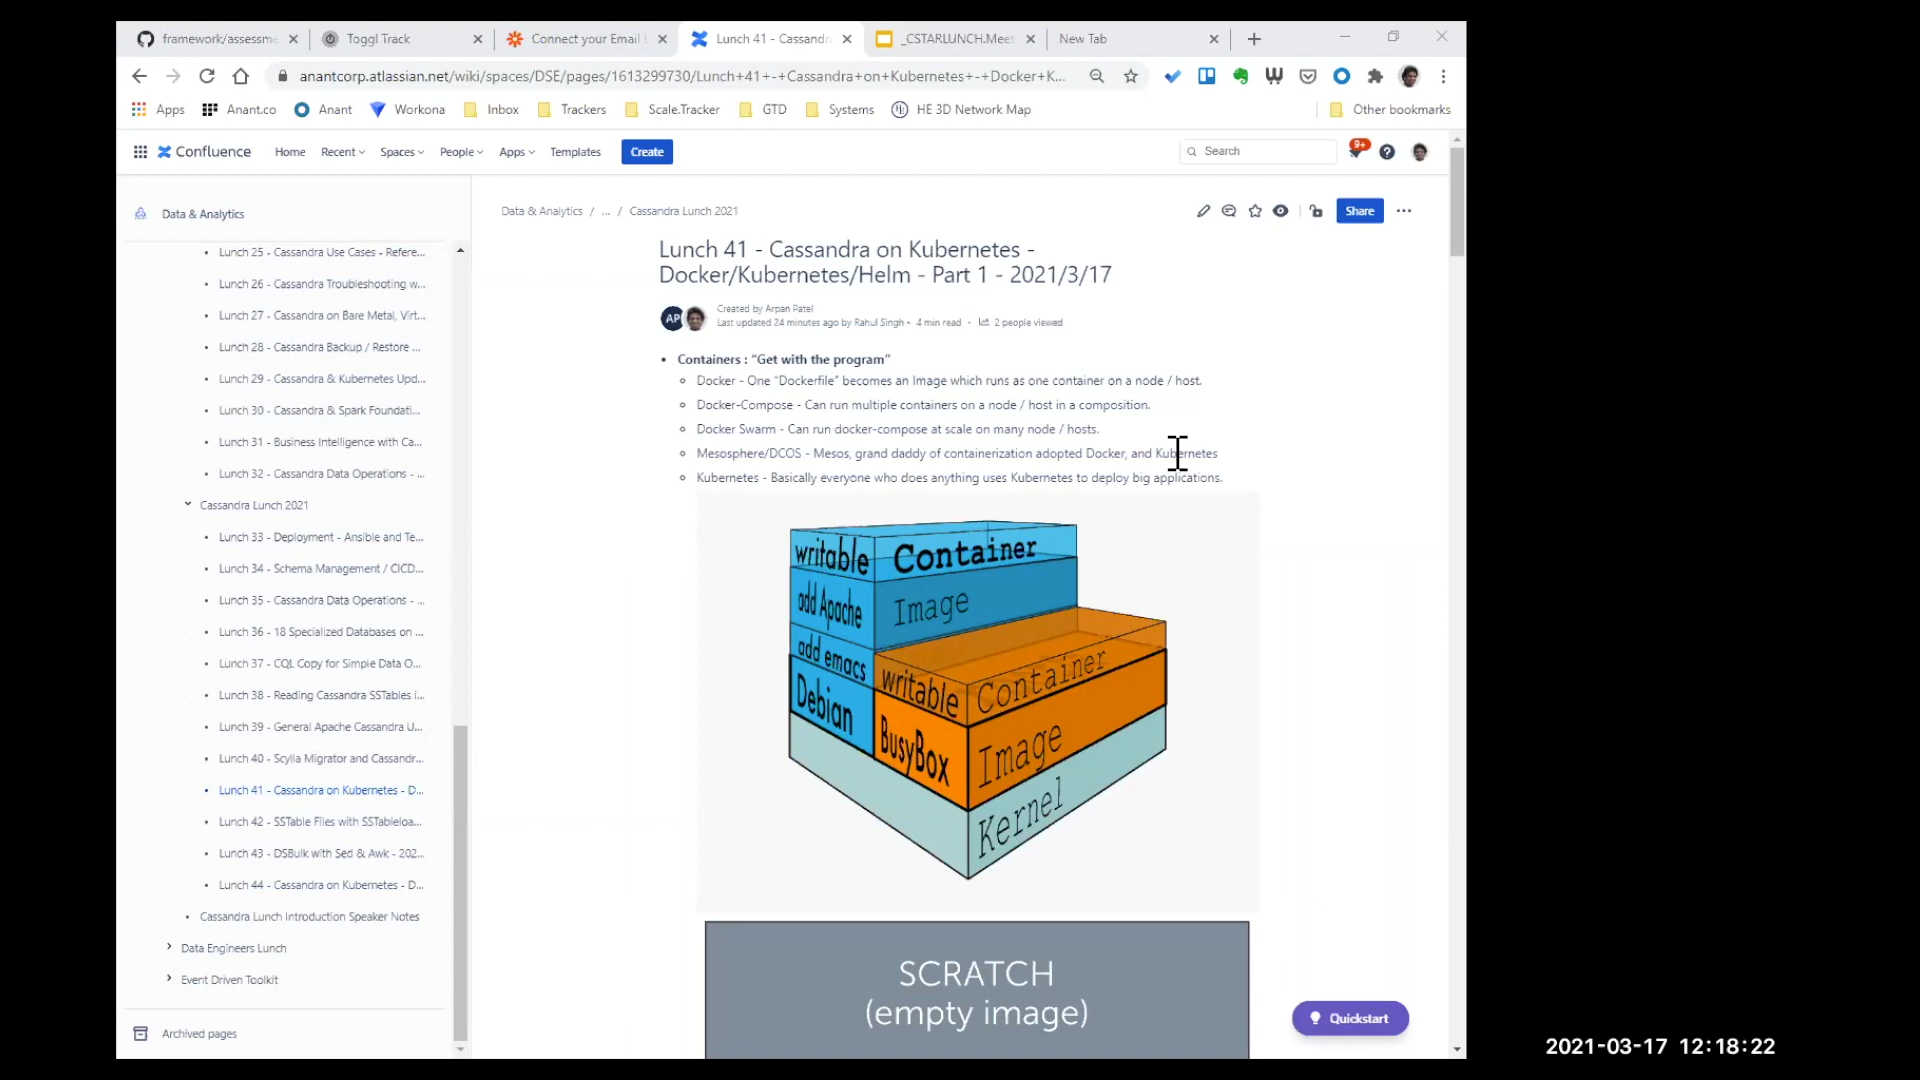 framework/assessme
Toggl Track
Connect your Email
Lunch 41 - Cassandr
_CSTARLUNCH.Meet
New Tab
anantcorp.atlassian.net/wiki/spaces/DSE/pages/1613299730/Lunch+41+-+Cassandra+on+Kubernetes+-+Docker+K...
Apps
Anant.co
Anant
Workona
Inbox
Trackers
Scale.Tracker
GTD
Systems
HE 3D Network Map
Other bookmarks
Confluence
Home
Recent
Spaces
People
Apps
Templates
Create
Search
9+
Data & Analytics
Lunch 25 - Cassandra Use Cases - Refere...
Lunch 26 - Cassandra Troubleshooting w...
Lunch 27 - Cassandra on Bare Metal, Virt...
Lunch 28 - Cassandra Backup / Restore ...
Lunch 29 - Cassandra & Kubernetes Upd...
Lunch 30 - Cassandra & Spark Foundati...
Lunch 31 - Business Intelligence with Ca...
Lunch 32 - Cassandra Data Operations - ...
Cassandra Lunch 2021
Lunch 33 - Deployment - Ansible and Te...
Lunch 34 - Schema Management / CICD...
Lunch 35 - Cassandra Data Operations - ...
Lunch 36 - 18 Specialized Databases on ...
Lunch 37 - CQL Copy for Simple Data O...
Lunch 38 - Reading Cassandra SSTables i...
Lunch 39 - General Apache Cassandra U...
Lunch 40 - Scylla Migrator and Cassandr...
Lunch 41 - Cassandra on Kubernetes - D...
Lunch 42 - SSTable Files with SSTableloa...
Lunch 43 - DSBulk with Sed & Awk - 202...
Lunch 44 - Cassandra on Kubernetes - D...
Cassandra Lunch Introduction Speaker Notes
Data Engineers Lunch
Event Driven Toolkit
Archived pages
Data & Analytics / ... / Cassandra Lunch 2021
Share
Lunch 41 - Cassandra on Kubernetes -
Docker/Kubernetes/Helm - Part 1 - 2021/3/17
AP
Created by Arpan Patel
Last updated 24 minutes ago by Rahul Singh • 4 min read • 2 people viewed
• Containers : “Get with the program”
Docker - One “Dockerfile” becomes an Image which runs as one container on a node / host.
Docker-Compose - Can run multiple containers on a node / host in a composition.
Docker Swarm - Can run docker-compose at scale on many node / hosts.
Mesosphere/DCOS - Mesos, grand daddy of containerization adopted Docker, and Kubernetes
Kubernetes - Basically everyone who does anything uses Kubernetes to deploy big applications.
writable Container
add Apache Image
add emacs
Debian
writable Container
BusyBox Image
Kernel
SCRATCH
(empty image)
Quickstart
2021-03-17 12:18:22